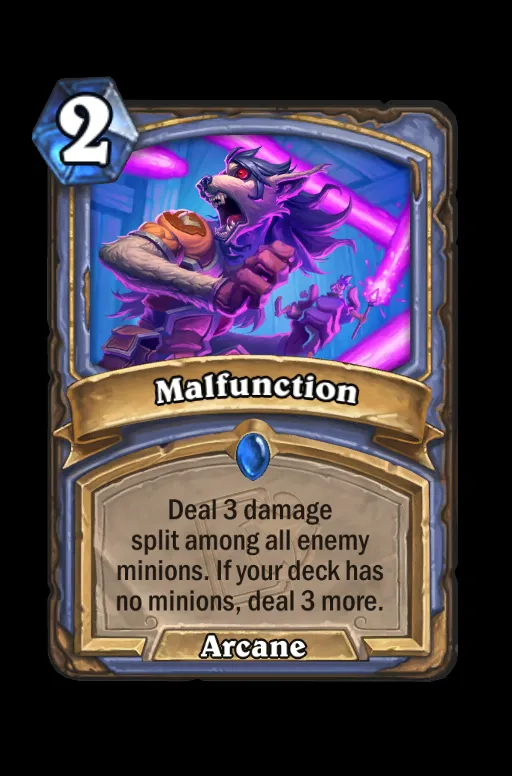 2
Malfunction
Deal 3 damage
split among all enemy
minions. If your deck has
no minions, deal 3 more.
Arcane